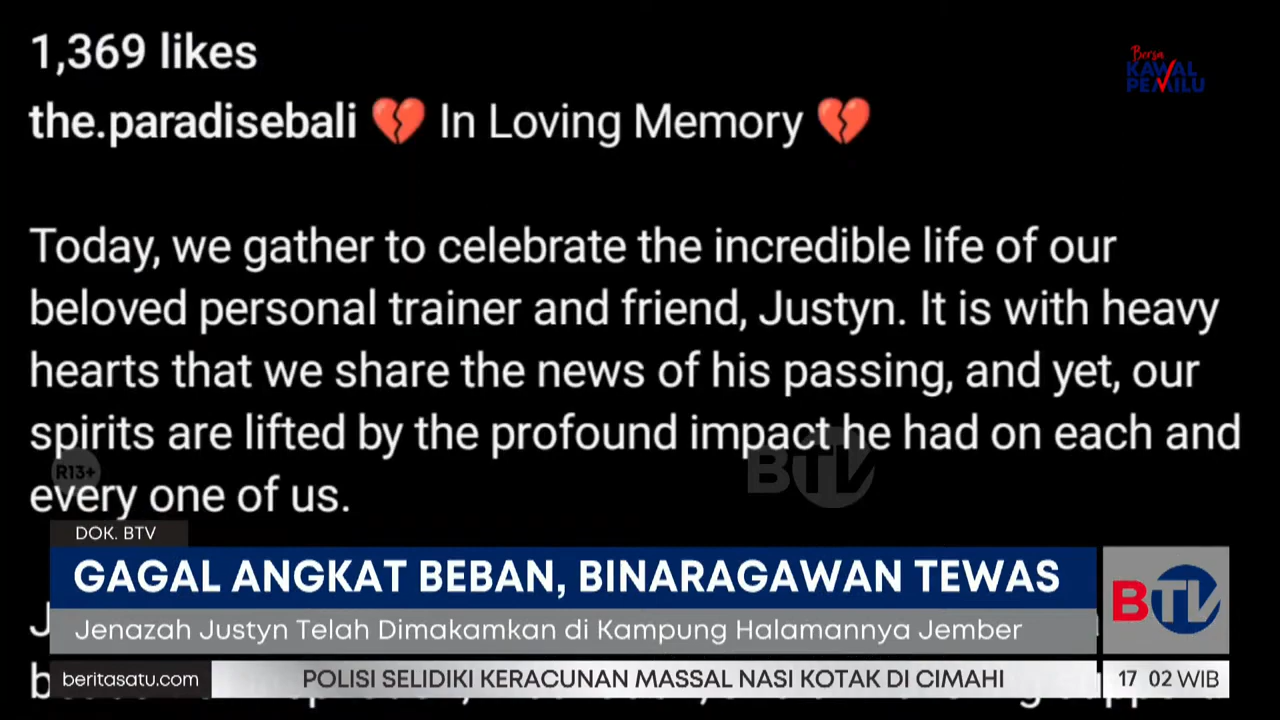 1,369 likes
Bersa
KAWAL
PEMILU
the.paradisebali 💔 In Loving Memory 💔
Today, we gather to celebrate the incredible life of our
beloved personal trainer and friend, Justyn. It is with heavy
hearts that we share the news of his passing, and yet, our
spirits are lifted by the profound impact he had on each and
every one of us.
R13+
BTV
DOK. BTV
GAGAL ANGKAT BEBAN, BINARAGAWAN TEWAS
Jenazah Justyn Telah Dimakamkan di Kampung Halamannya Jember
BTV
beritasatu.com
POLISI SELIDIKI KERACUNAN MASSAL NASI KOTAK DI CIMAHI
17 02 WIB